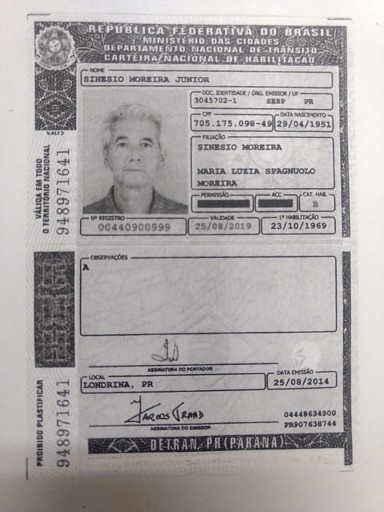 REPÚBLICA FEDERATIVA DO BRASIL
MINISTÉRIO DAS CIDADES
DEPARTAMENTO NACIONAL DE TRÂNSITO
CARTEIRA NACIONAL DE HABILITAÇÃO
NOME
SINESIO MOREIRA JUNIOR
DOC. IDENTIDADE / ÓRG. EMISSOR / UF
3045702-1 SESP PR
CPF DATA NASCIMENTO
705.175.098-49 29/04/1951
FILIAÇÃO
SINESIO MOREIRA
MARIA LUZIA SPAGNUOLO
MOREIRA
PERMISSÃO ACC CAT. HAB.
B
Nº REGISTRO VALIDADE 1ª HABILITAÇÃO
00440900999 25/08/2019 23/10/1969
VÁLIDA EM TODO
O TERRITÓRIO NACIONAL
948971641
OBSERVAÇÕES
A
ASSINATURA DO PORTADOR
LOCAL DATA EMISSÃO
LONDRINA, PR 25/08/2014
04448634900
PR907638744
ASSINATURA DO EMISSOR
DETRAN PR (PARANA)
PROIBIDO PLASTIFICAR
948971641